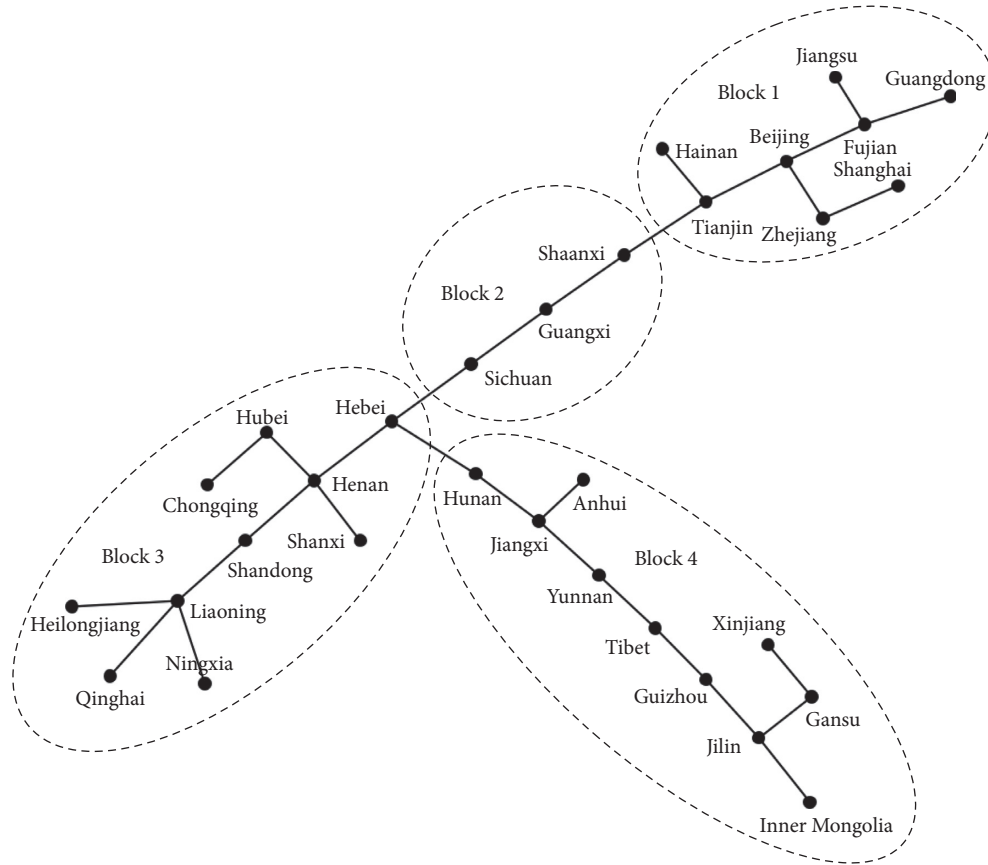 Jiangsu
Guangdong
Block 1
Beijing
Hainan
Fujian
Shanghai
Tianjin
Zhejiang
Shaanxi
Block 2
Guangxi
Sichuan
Hebei
Hubei
Henan
Hunan
Anhui
Chongqing
Jiangxi
Shanxi
Block 3
Block 4
Shandong
Yunnan
Liaoning
Heilongjiang
Xinjiang
Tibet
Ningxia
Qinghai
Guizhou
Gansu
Jilin
Inner Mongolia